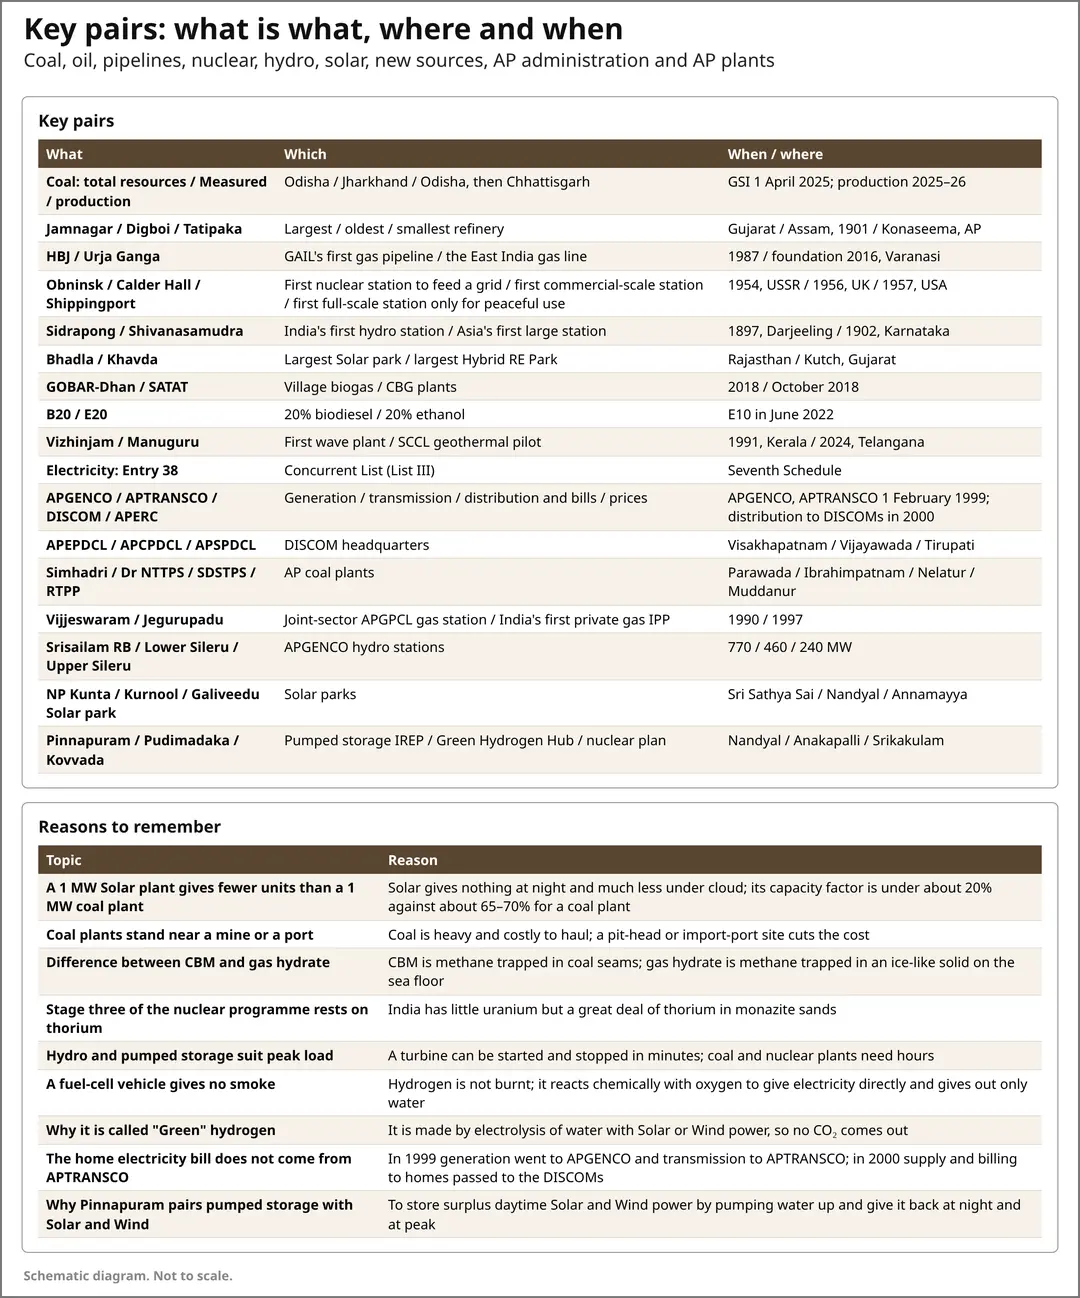 Key pairs: what is what, where and when
Coal, oil, pipelines, nuclear, hydro, solar, new sources, AP administration and AP plants
Key pairs
What Which When / where
Coal: total resources / Measured Odisha / Jharkhand / Odisha, then Chhattisgarh GSI 1 April 2025; production 2025–26
/ production
Jamnagar / Digboi / Tatipaka Largest / oldest / smallest refinery Gujarat / Assam, 1901 / Konaseema, AP
HBJ / Urja Ganga GAIL's first gas pipeline / the East India gas line 1987 / foundation 2016, Varanasi
Obninsk / Calder Hall / First nuclear station to feed a grid / first commercial-scale station 1954, USSR / 1956, UK / 1957, USA
Shippingport / first full-scale station only for peaceful use
Sidrapong / Shivanasamudra India's first hydro station / Asia's first large station 1897, Darjeeling / 1902, Karnataka
Bhadla / Khavda Largest Solar park / largest Hybrid RE Park Rajasthan / Kutch, Gujarat
GOBAR-Dhan / SATAT Village biogas / CBG plants 2018 / October 2018
B20 / E20 20% biodiesel / 20% ethanol E10 in June 2022
Vizhinjam / Manuguru First wave plant / SCCL geothermal pilot 1991, Kerala / 2024, Telangana
Electricity: Entry 38 Concurrent List (List III) Seventh Schedule
APGENCO / APTRANSCO / Generation / transmission / distribution and bills / prices APGENCO, APTRANSCO 1 February 1999;
DISCOM / APERC distribution to DISCOMs in 2000
APEPDCL / APCPDCL / APSPDCL DISCOM headquarters Visakhapatnam / Vijayawada / Tirupati
Simhadri / Dr NTTPS / SDSTPS / AP coal plants Parawada / Ibrahimpatnam / Nelatur /
RTPP Muddanur
Vijjeswaram / Jegurupadu Joint-sector APGPCL gas station / India's first private gas IPP 1990 / 1997
Srisailam RB / Lower Sileru / APGENCO hydro stations 770 / 460 / 240 MW
Upper Sileru
NP Kunta / Kurnool / Galiveedu Solar parks Sri Sathya Sai / Nandyal / Annamayya
Solar park
Pinnapuram / Pudimadaka / Pumped storage IREP / Green Hydrogen Hub / nuclear plan Nandyal / Anakapalli / Srikakulam
Kovvada
Reasons to remember
Topic Reason
A 1 MW Solar plant gives fewer units than a 1 Solar gives nothing at night and much less under cloud; its capacity factor is under about 20%
MW coal plant against about 65–70% for a coal plant
Coal plants stand near a mine or a port Coal is heavy and costly to haul; a pit-head or import-port site cuts the cost
Difference between CBM and gas hydrate CBM is methane trapped in coal seams; gas hydrate is methane trapped in an ice-like solid on the
sea floor
Stage three of the nuclear programme rests on India has little uranium but a great deal of thorium in monazite sands
thorium
Hydro and pumped storage suit peak load A turbine can be started and stopped in minutes; coal and nuclear plants need hours
A fuel-cell vehicle gives no smoke Hydrogen is not burnt; it reacts chemically with oxygen to give electricity directly and gives out only
water
Why it is called "Green" hydrogen It is made by electrolysis of water with Solar or Wind power, so no CO₂ comes out
The home electricity bill does not come from In 1999 generation went to APGENCO and transmission to APTRANSCO; in 2000 supply and billing
APTRANSCO to homes passed to the DISCOMs
Why Pinnapuram pairs pumped storage with To store surplus daytime Solar and Wind power by pumping water up and give it back at night and
Solar and Wind at peak
Schematic diagram. Not to scale.